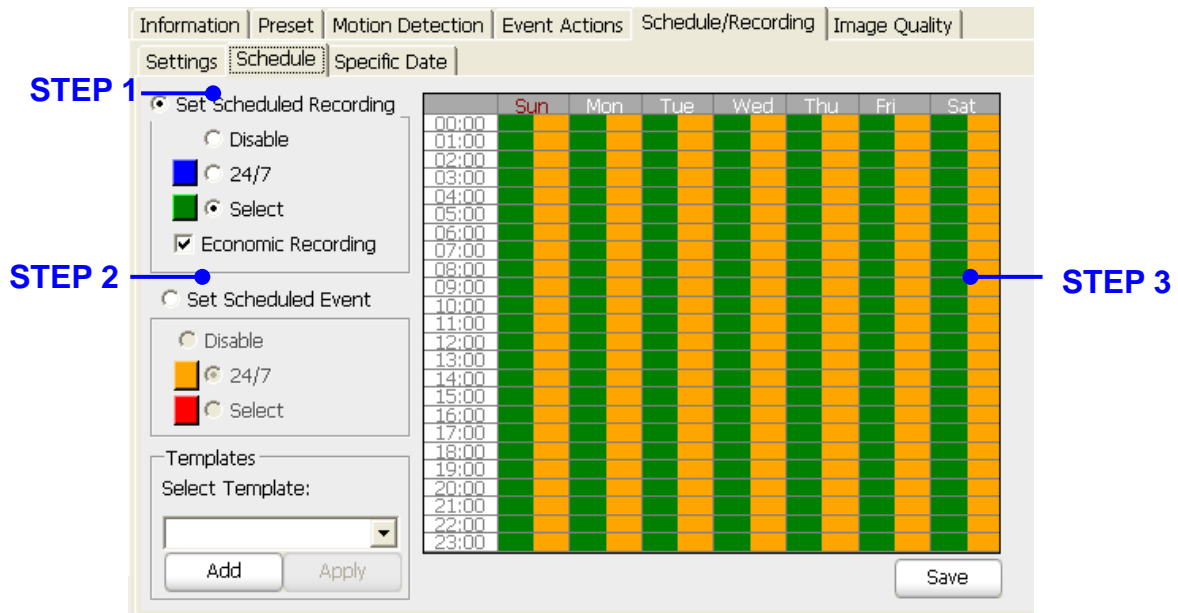 Information Preset Motion Detection Event Actions Schedule/Recording Image Quality
Settings Schedule Specific Date
STEP 1
Set Scheduled Recording
Disable
24/7
Select
Economic Recording
STEP 2
Set Scheduled Event
Disable
24/7
Select
Templates
Select Template:
Add Apply
Sun Mon Tue Wed Thu Fri Sat
00:00
01:00
02:00
03:00
04:00
05:00
06:00
07:00
08:00
09:00
10:00
11:00
12:00
13:00
14:00
15:00
16:00
17:00
18:00
19:00
20:00
21:00
22:00
23:00
STEP 3
Save